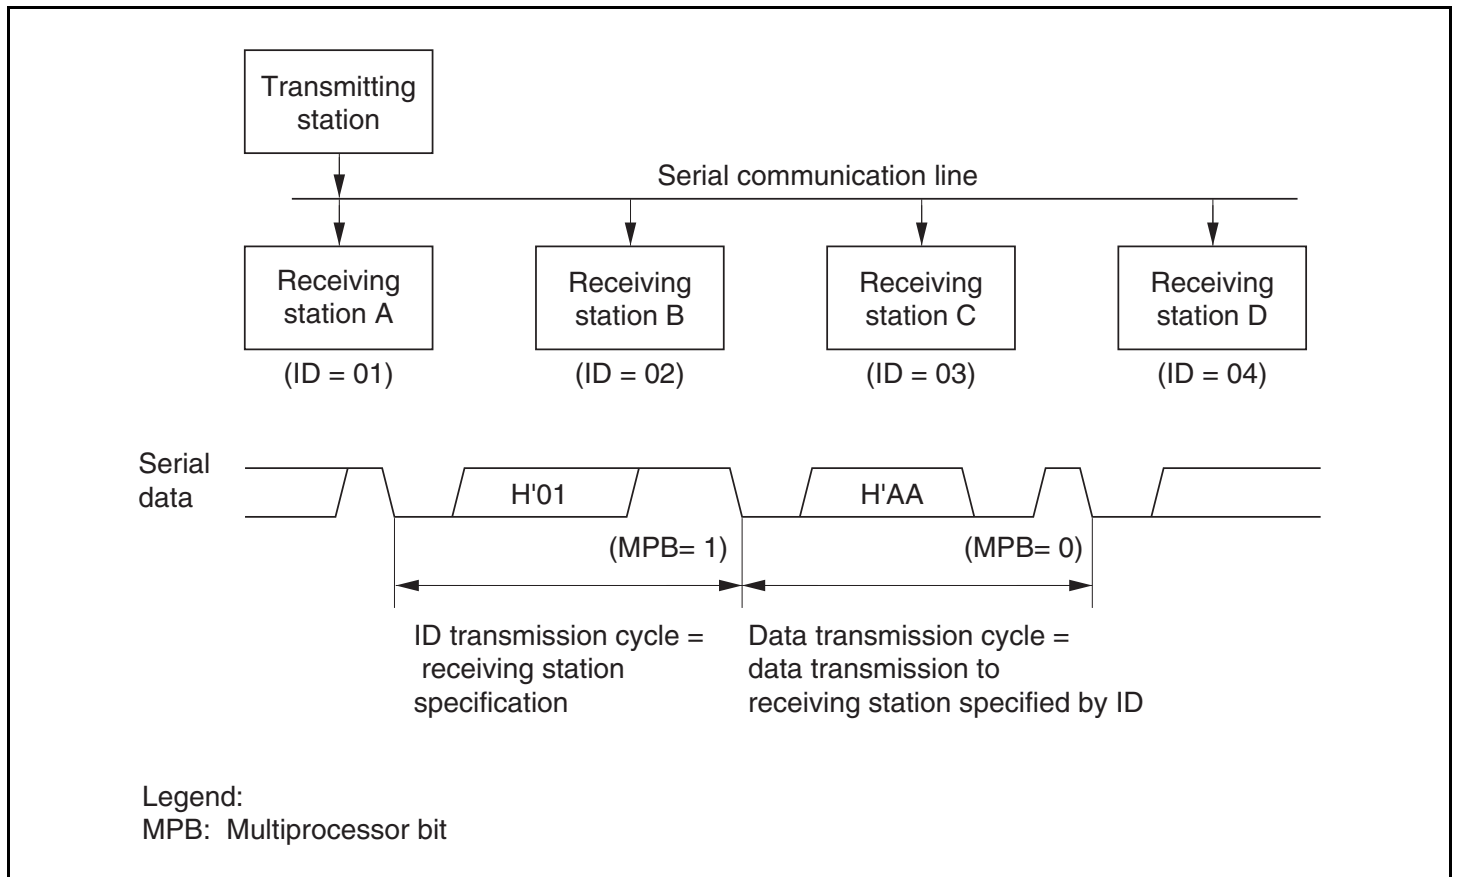 Transmitting
station
Serial communication line
Receiving
station A
Receiving
station B
Receiving
station C
Receiving
station D
(ID = 01)
(ID = 02)
(ID = 03)
(ID = 04)
Serial
data
H'01
H'AA
(MPB= 1)
(MPB= 0)
ID transmission cycle =
receiving station
specification
Data transmission cycle =
data transmission to
receiving station specified by ID
Legend:
MPB: Multiprocessor bit